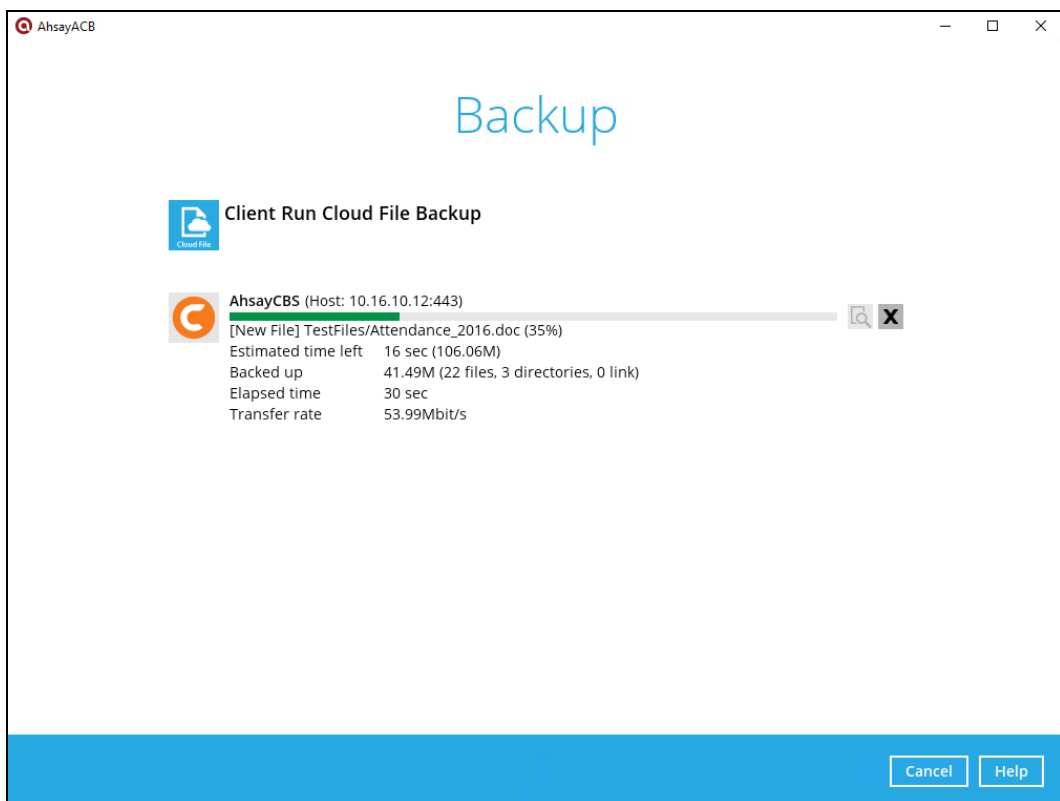 AhsayACB
Backup
Cloud File
Client Run Cloud File Backup
AhsayCBS (Host: 10.16.10.12:443)
[New File] TestFiles/Attendance_2016.doc (35%)
Estimated time left 16 sec (106.06M)
Backed up 41.49M (22 files, 3 directories, 0 link)
Elapsed time 30 sec
Transfer rate 53.99Mbit/s
Cancel Help